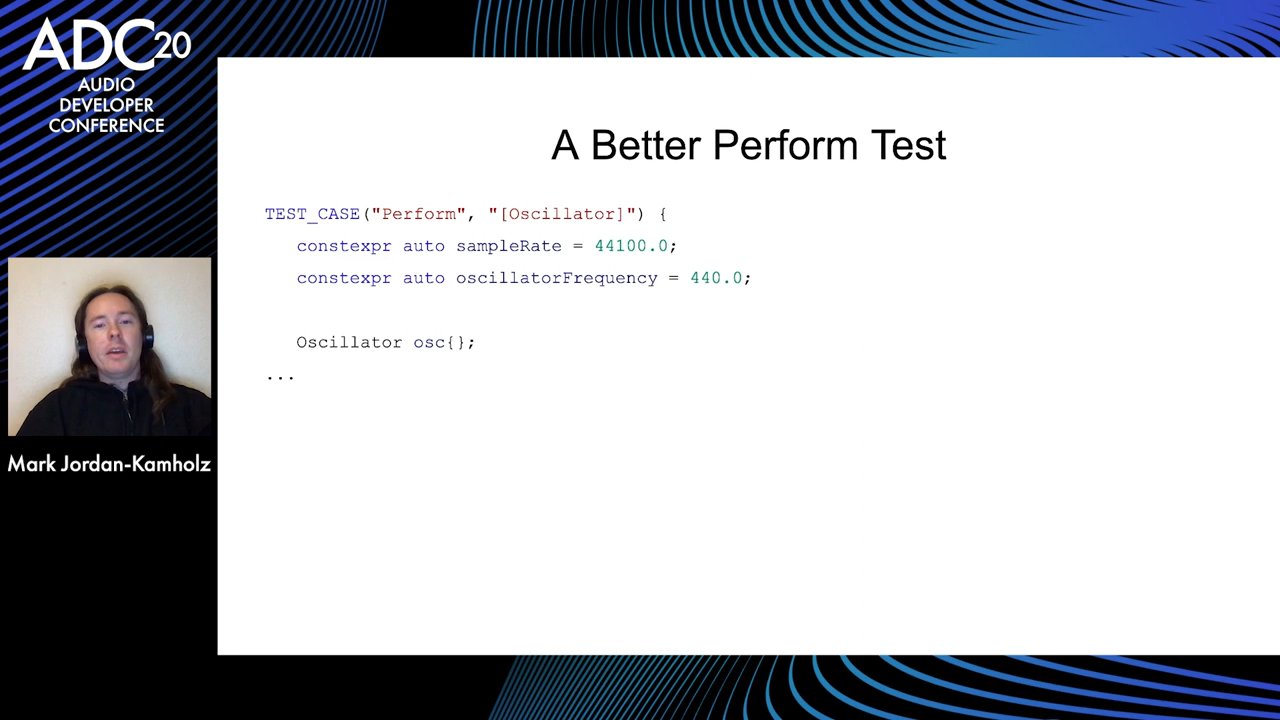 ADC20
AUDIO
DEVELOPER
CONFERENCE
A Better Perform Test
TEST_CASE("Perform", "[Oscillator]") {
constexpr auto sampleRate = 44100.0;
constexpr auto oscillatorFrequency = 440.0;
Oscillator osc{};
...
Mark Jordan-Kamholz